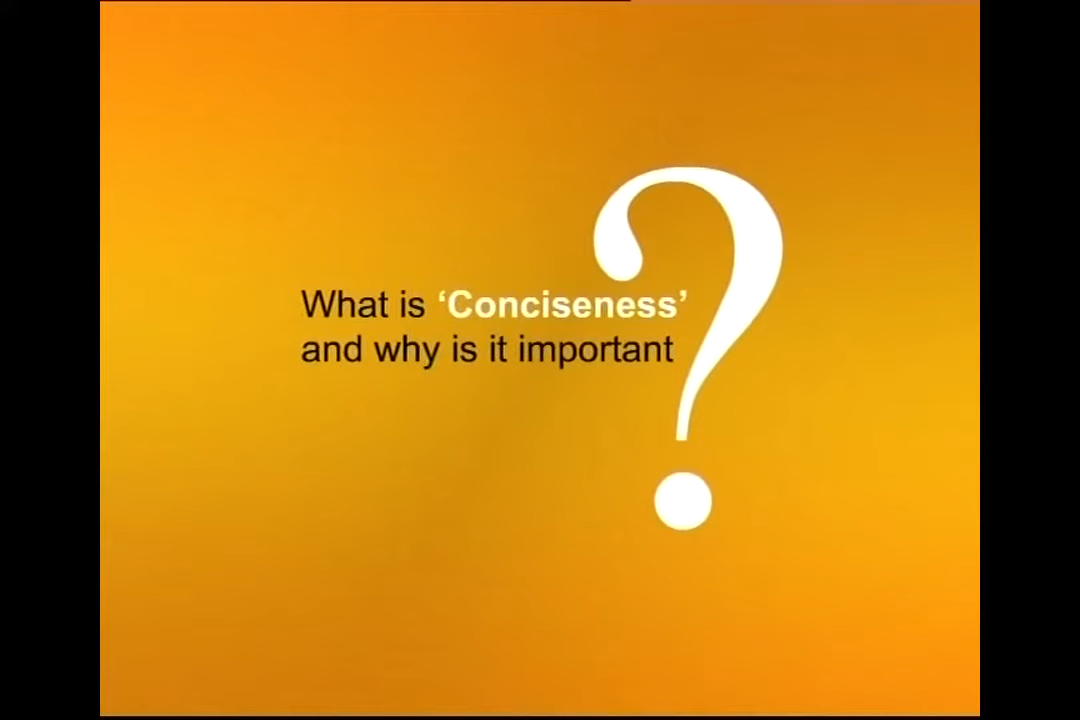 What is ‘Conciseness’
and why is it important?